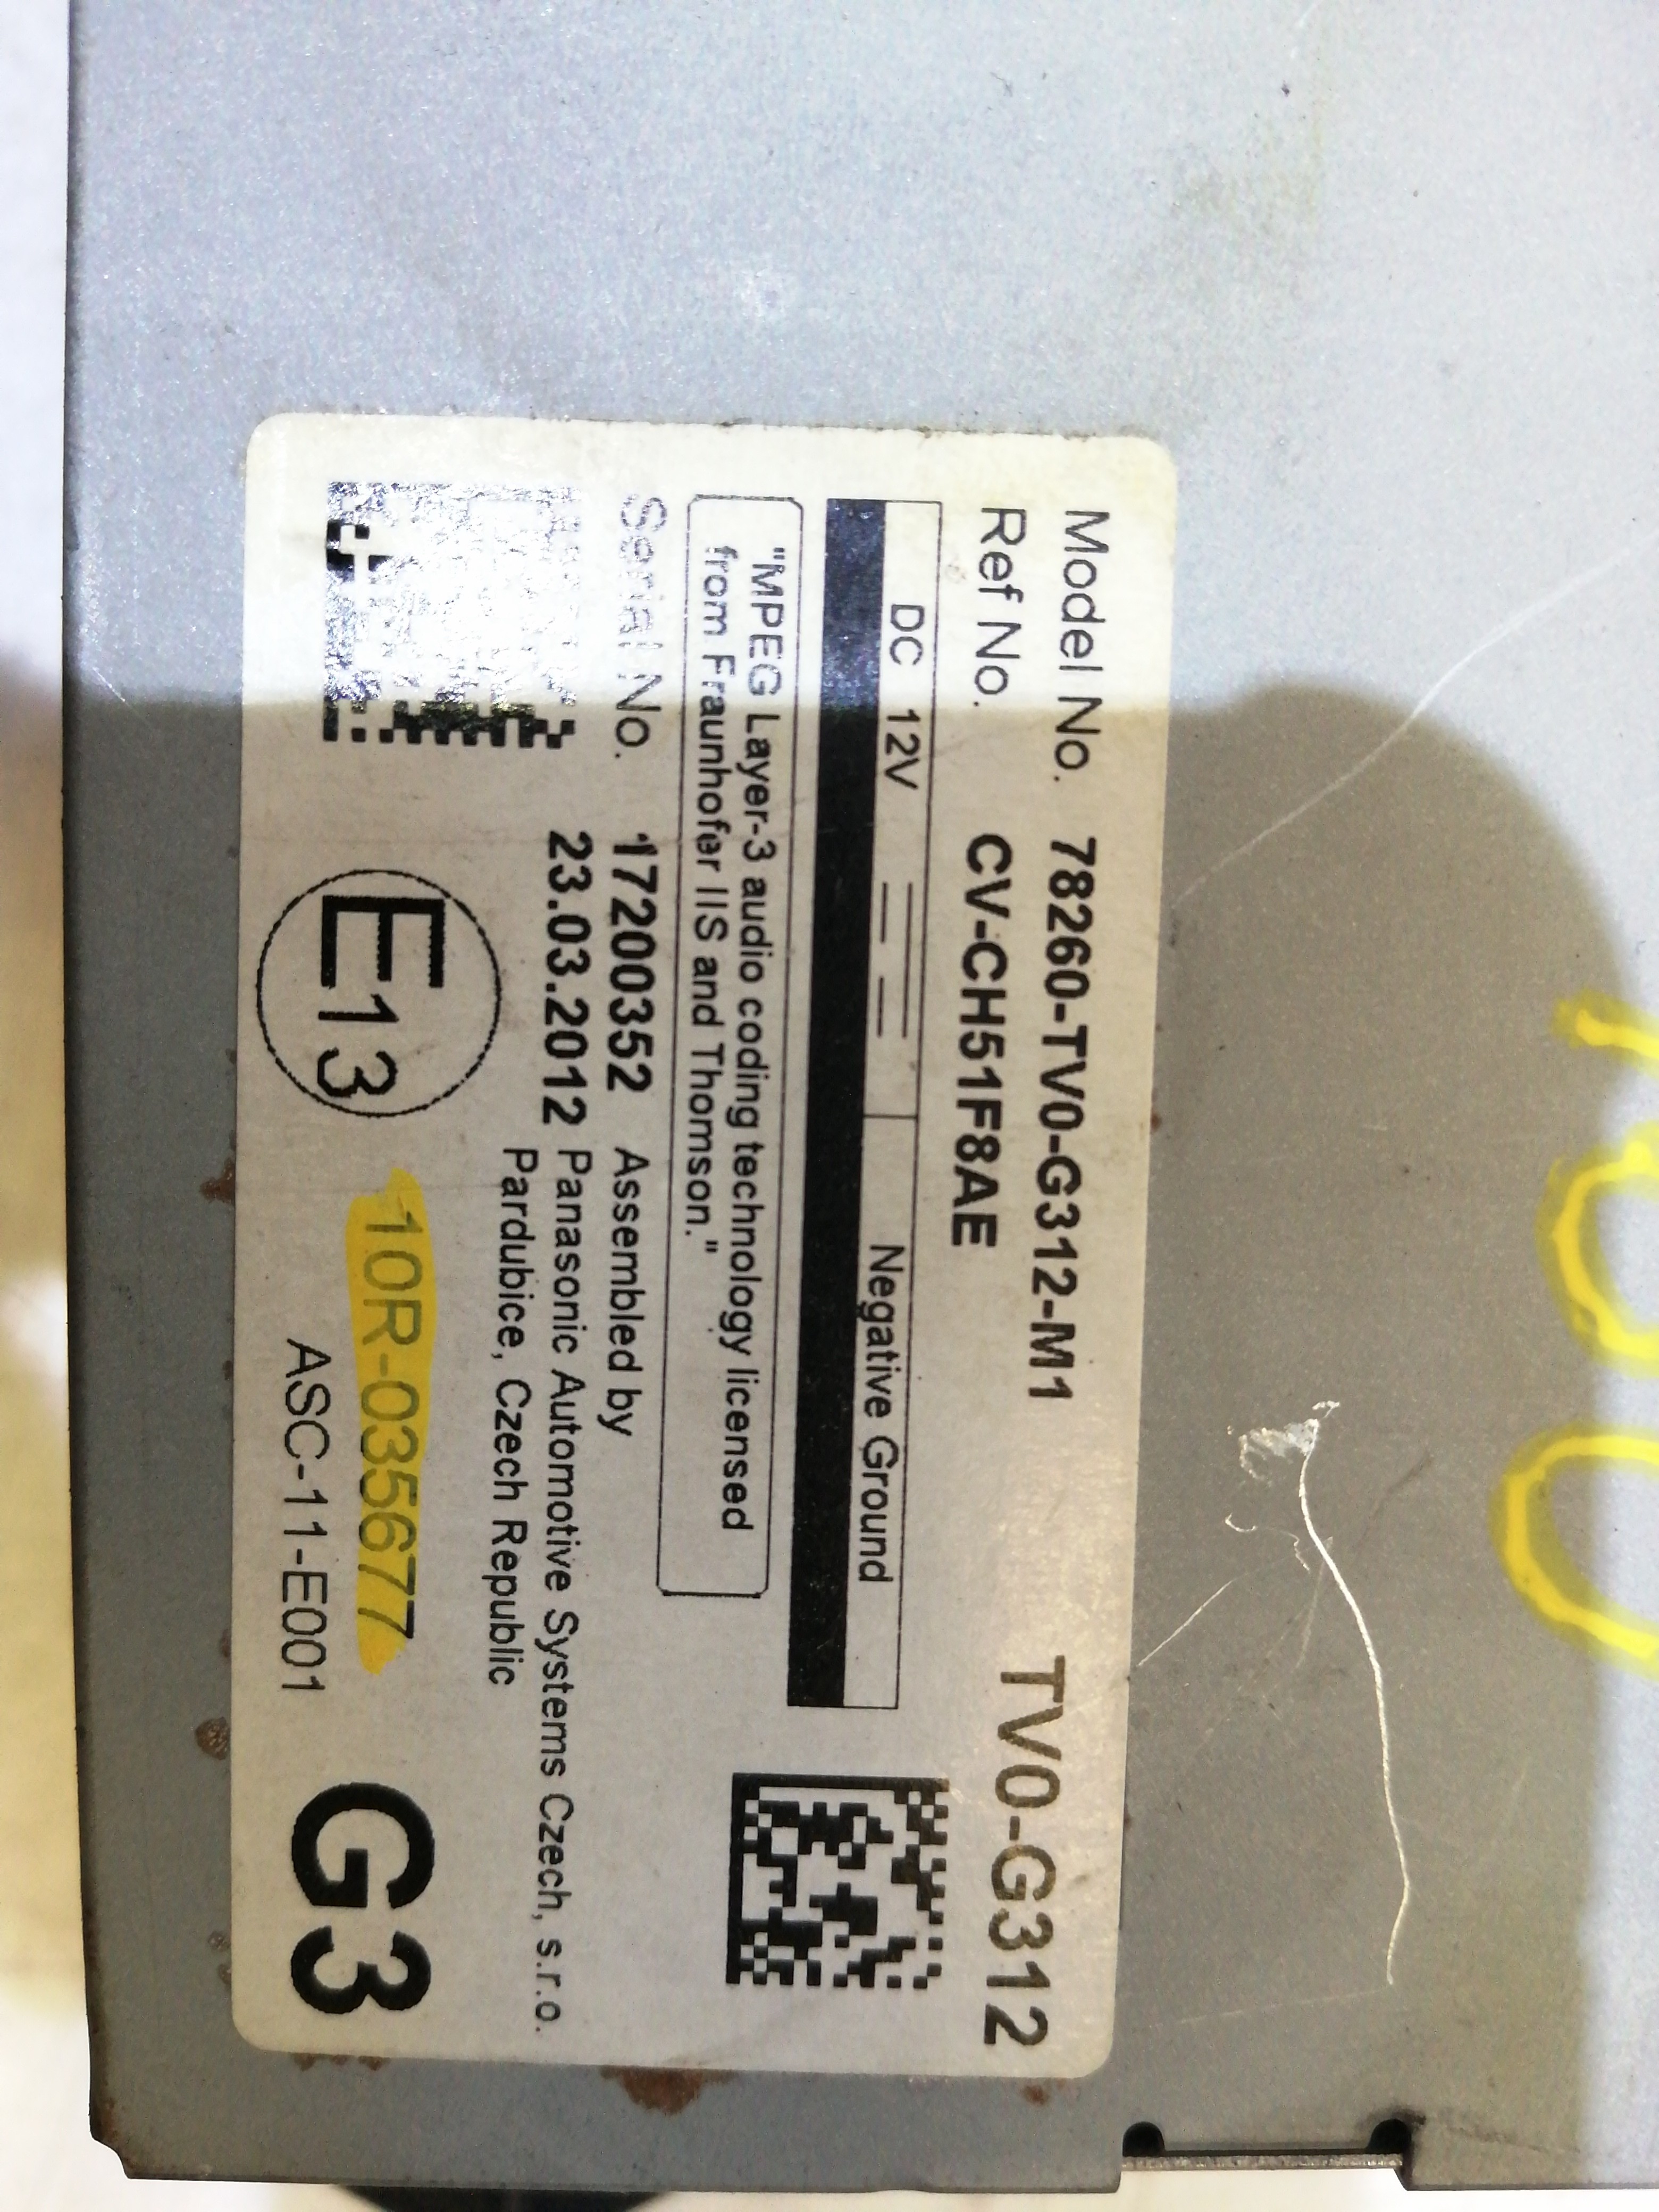 Model No. 78260-TV0-G312-M1
Ref No. CV-CH51F8AE
TV0-G312
DC 12V
Negative Ground
"MPEG Layer-3 audio coding technology licensed
from Fraunhofer IIS and Thomson."
Serial No. 17200352
23.03.2012
Assembled by
Panasonic Automotive Systems Czech, s.r.o.
Pardubice, Czech Republic
E13
10R-035677
ASC-11-E001
G3